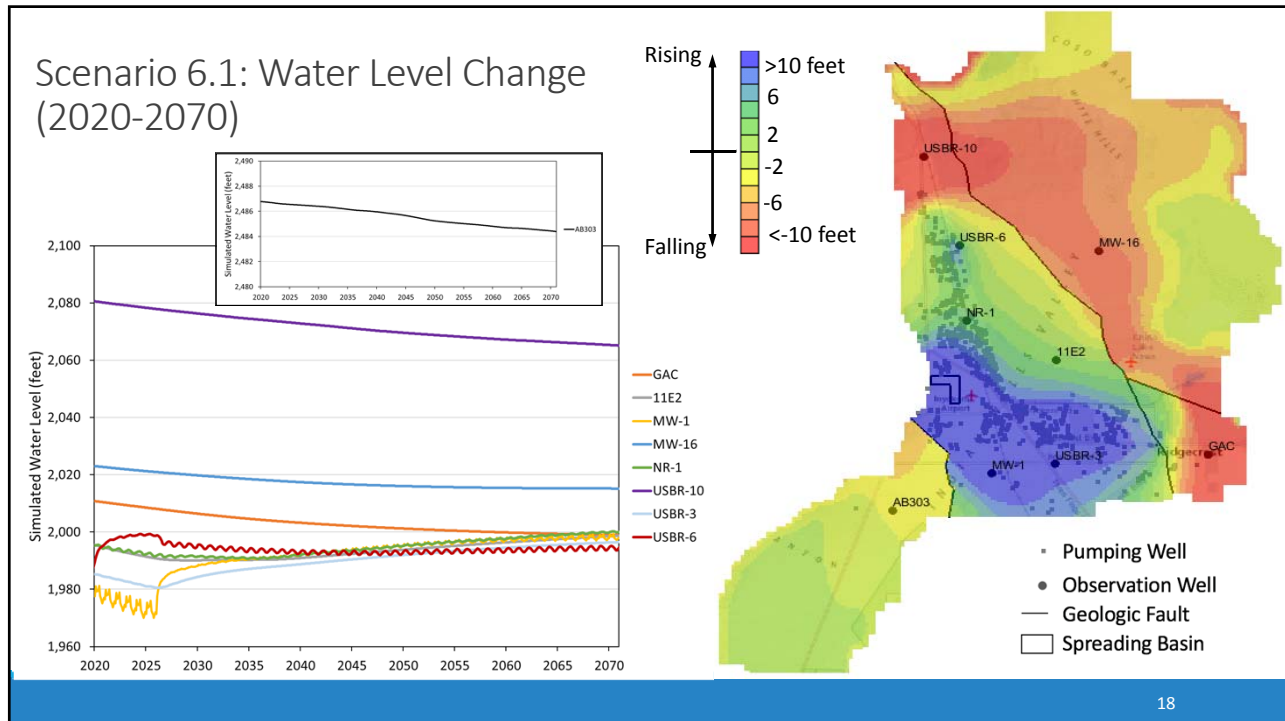 Scenario 6.1: Water Level Change
(2020-2070)
Simulated Water Level (feet)
2,490
2,488
2,486
2,484
2,482
2,480
2020 2025 2030 2035 2040 2045 2050 2055 2060 2065 2070
AB303
Simulated Water Level (feet)
2,100
2,080
2,060
2,040
2,020
2,000
1,980
1,960
2020 2025 2030 2035 2040 2045 2050 2055 2060 2065 2070
GAC
11E2
MW-1
MW-16
NR-1
USBR-10
USBR-3
USBR-6
Rising
Falling
>10 feet
6
2
-2
-6
<-10 feet
COSO BASI
WHITE HILLS
USBR-10
USBR-6
MW-16
VALLEY
NR-1
11E2
Airport
MW-1
USBR-3
Ridgecrest
GAC
AB303
Pumping Well
Observation Well
Geologic Fault
Spreading Basin
18